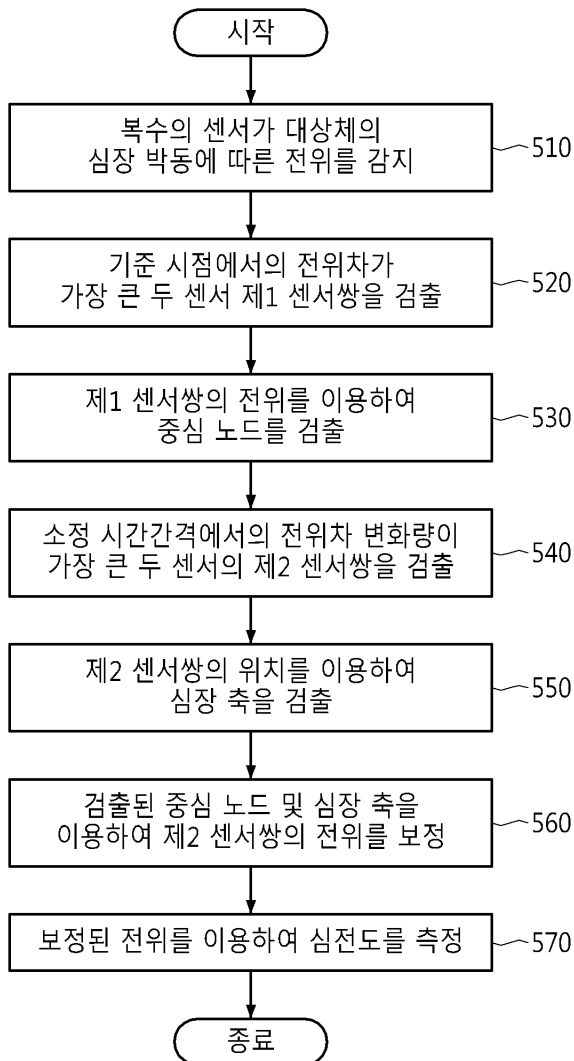 시작
복수의 센서가 대상체의
심장 박동에 따른 전위를 감지
510
기준 시점에서의 전위차가
가장 큰 두 센서 제1 센서쌍을 검출
520
제1 센서쌍의 전위를 이용하여
중심 노드를 검출
530
소정 시간간격에서의 전위차 변화량이
가장 큰 두 센서의 제2 센서쌍을 검출
540
제2 센서쌍의 위치를 이용하여
심장 축을 검출
550
검출된 중심 노드 및 심장 축을
이용하여 제2 센서쌍의 전위를 보정
560
보정된 전위를 이용하여 심전도를 측정
570
종료